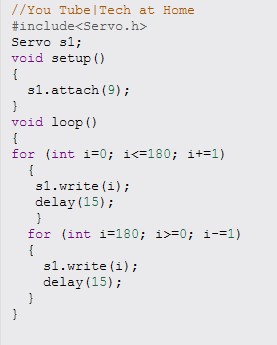 //You Tube|Tech at Home
#include<Servo.h>
Servo s1;
void setup()
{
  s1.attach(9);
}
void loop()
{
for (int i=0; i<=180; i+=1)
  {
   s1.write(i);
   delay(15);
   }
  for (int i=180; i>=0; i-=1)
  {
    s1.write(i);
    delay(15);
  }
}